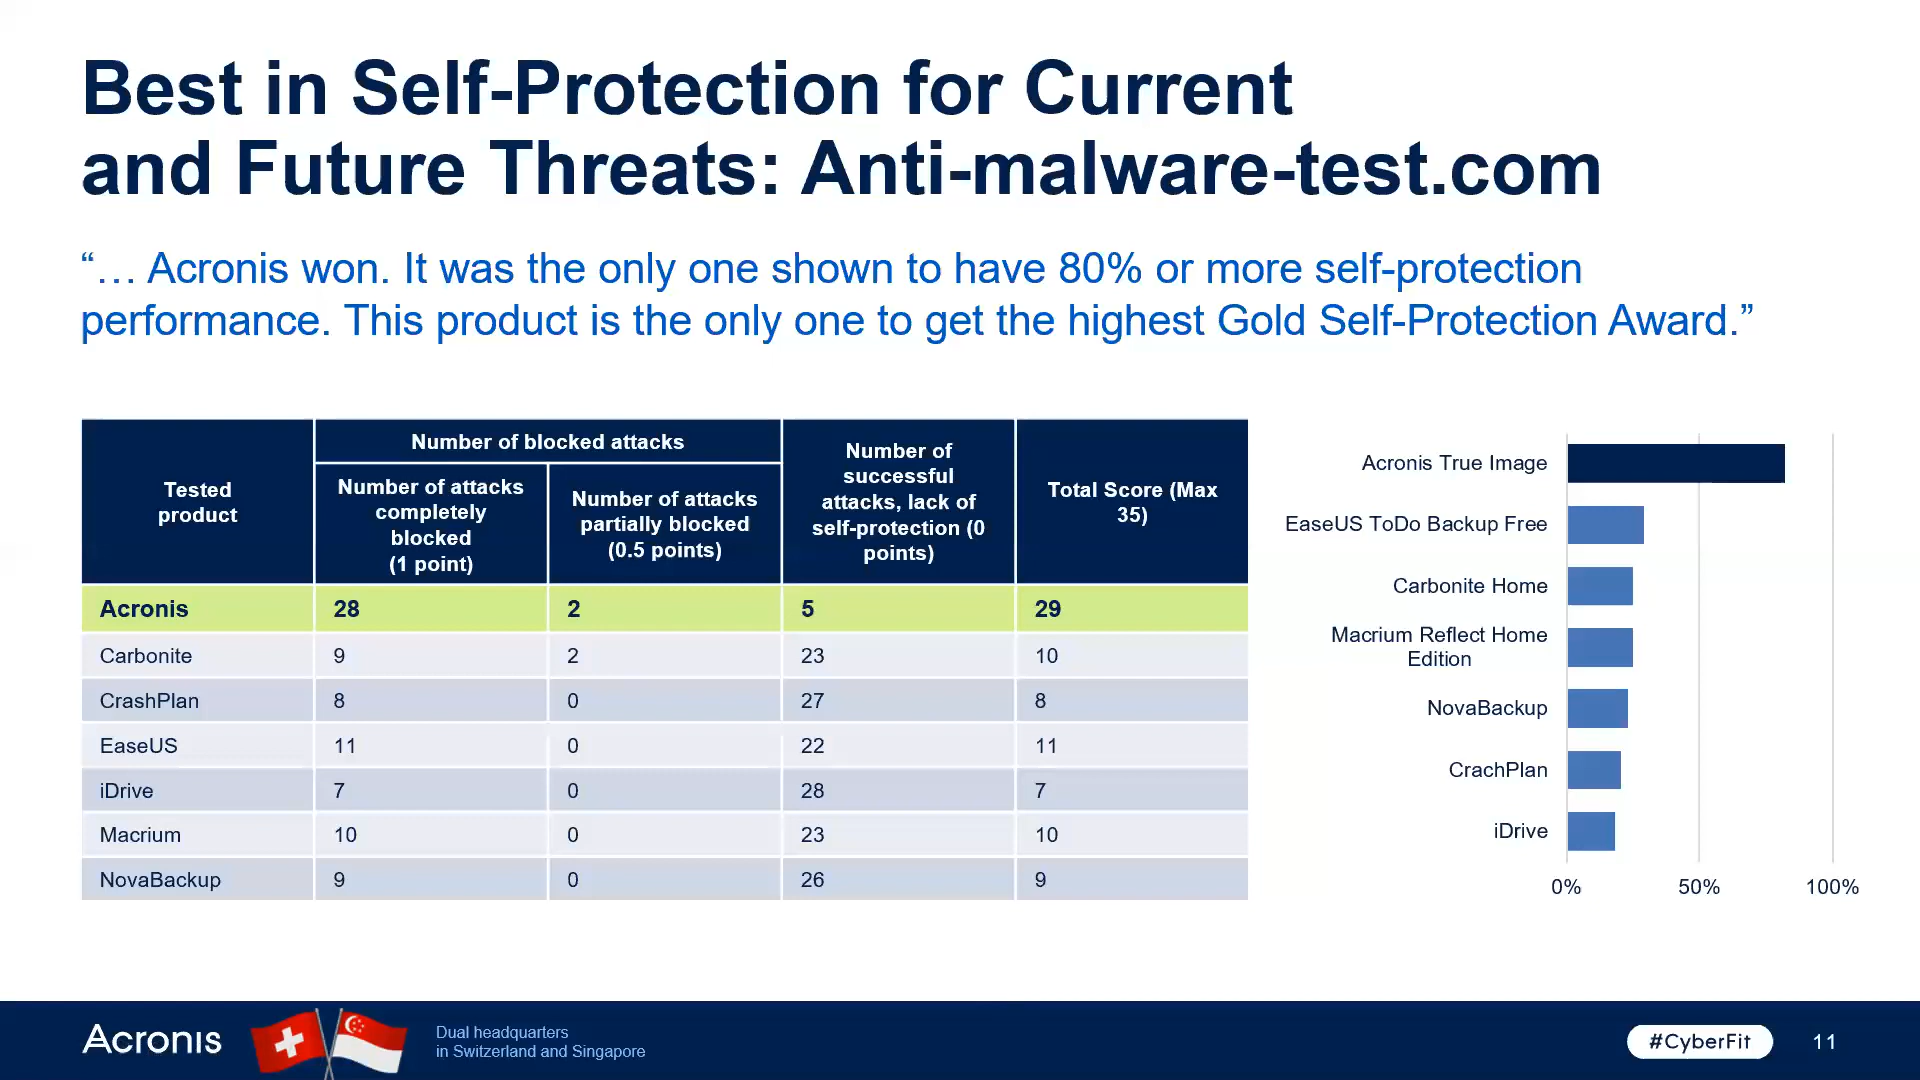 Best in Self-Protection for Current
and Future Threats: Anti-malware-test.com
“… Acronis won. It was the only one shown to have 80% or more self-protection
performance. This product is the only one to get the highest Gold Self-Protection Award.”
Tested
product
Number of blocked attacks
Number of attacks
completely
blocked
(1 point)
Number of attacks
partially blocked
(0.5 points)
Number of
successful
attacks, lack of
self-protection (0
points)
Total Score (Max
35)
Acronis 28 2 5 29
Carbonite 9 2 23 10
CrashPlan 8 0 27 8
EaseUS 11 0 22 11
iDrive 7 0 28 7
Macrium 10 0 23 10
NovaBackup 9 0 26 9
Acronis True Image
EaseUS ToDo Backup Free
Carbonite Home
Macrium Reflect Home
Edition
NovaBackup
CrachPlan
iDrive
0% 50% 100%
Acronis
Dual headquarters
in Switzerland and Singapore
#CyberFit
11